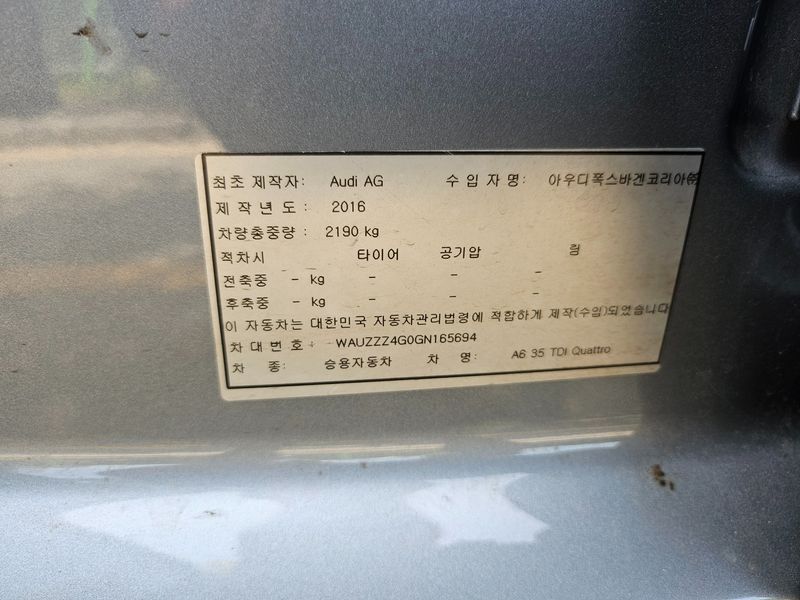 최초 제작자: Audi AG 수 입 자 명: 아우디폭스바겐코리아㈜
제 작 년 도 : 2016
차량총중량 : 2190 kg
적차시 타이어 공기압 림
전축중 - kg - - -
후축중 - kg - - -
이 자동차는 대한민국 자동차관리법령에 적합하게 제작(수입)되었습니다
차 대 번 호 : WAUZZZ4G0GN165694
차 종: 승용자동차 차 명: A6 35 TDI Quattro